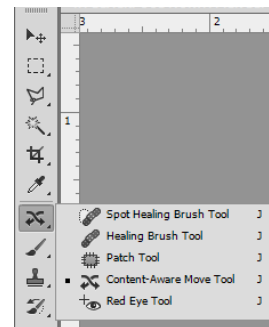 3
2
1
Spot Healing Brush Tool J
Healing Brush Tool J
Patch Tool J
Content-Aware Move Tool J
Red Eye Tool J